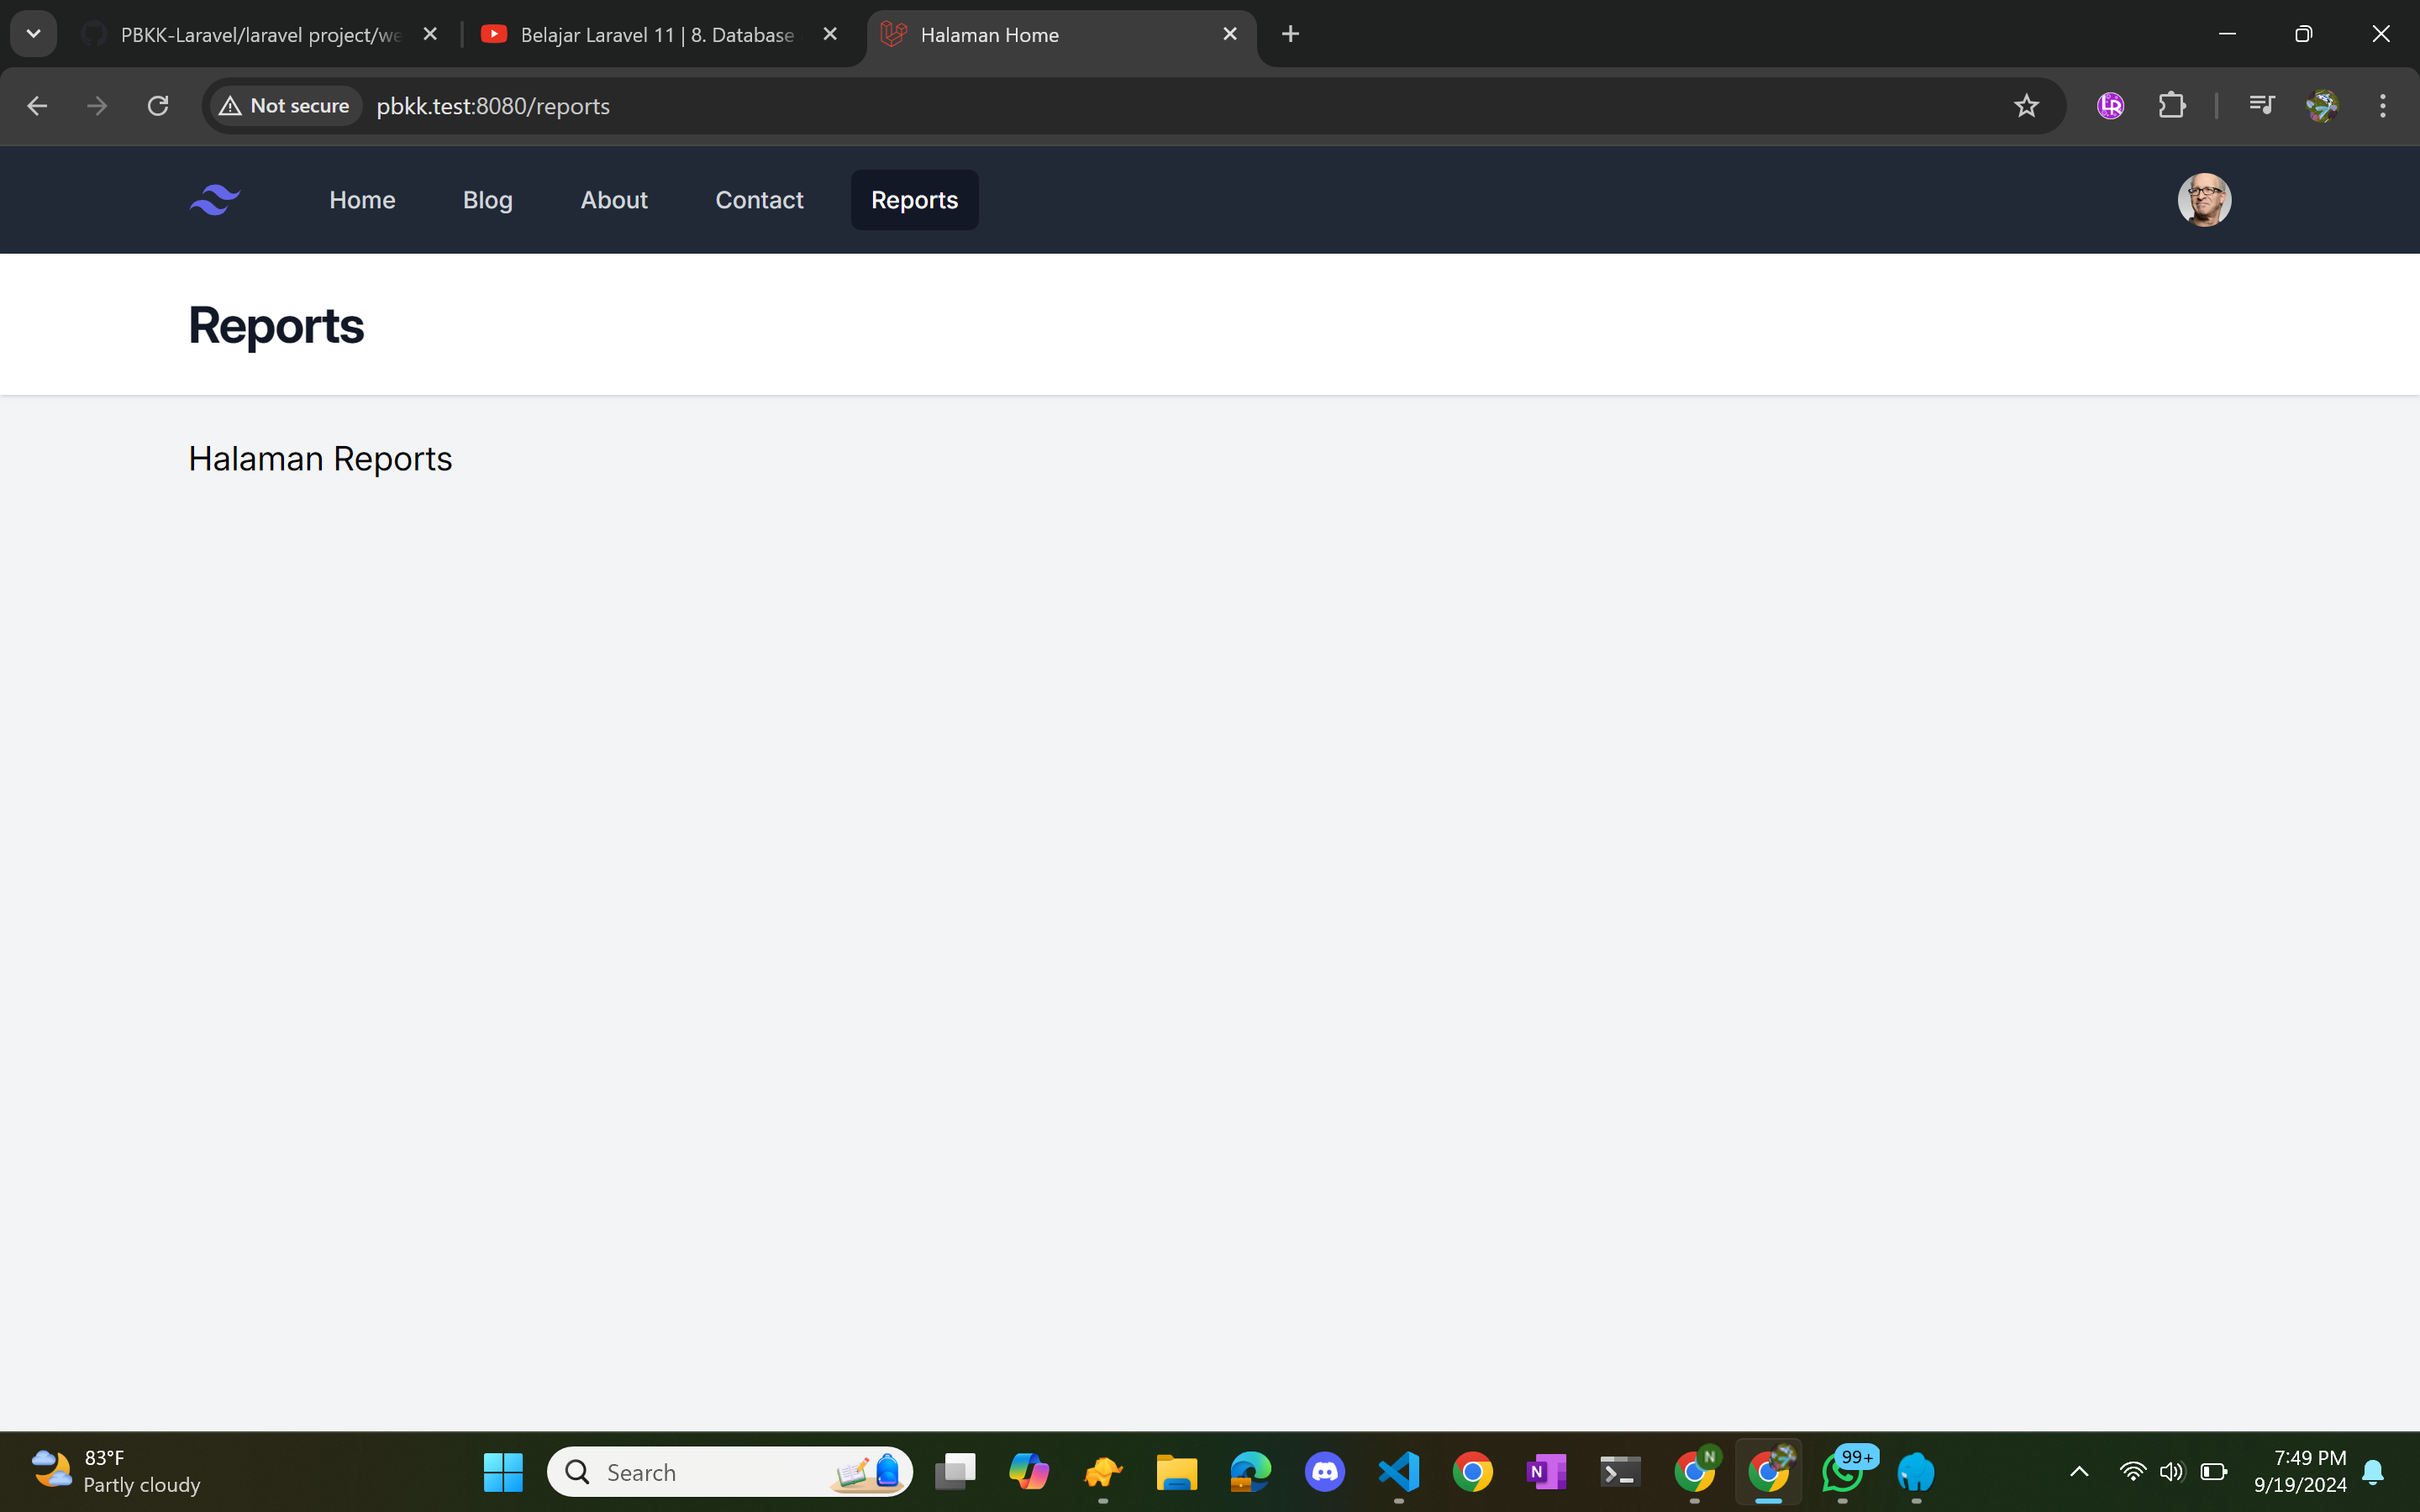 PBKK-Laravel/laravel project/we
Belajar Laravel 11 | 8. Database
Halaman Home
Not secure
pbkk.test:8080/reports
Home
Blog
About
Contact
Reports
Reports
Halaman Reports
83°F
Partly cloudy
Search
N
N
99+
7:49 PM
9/19/2024